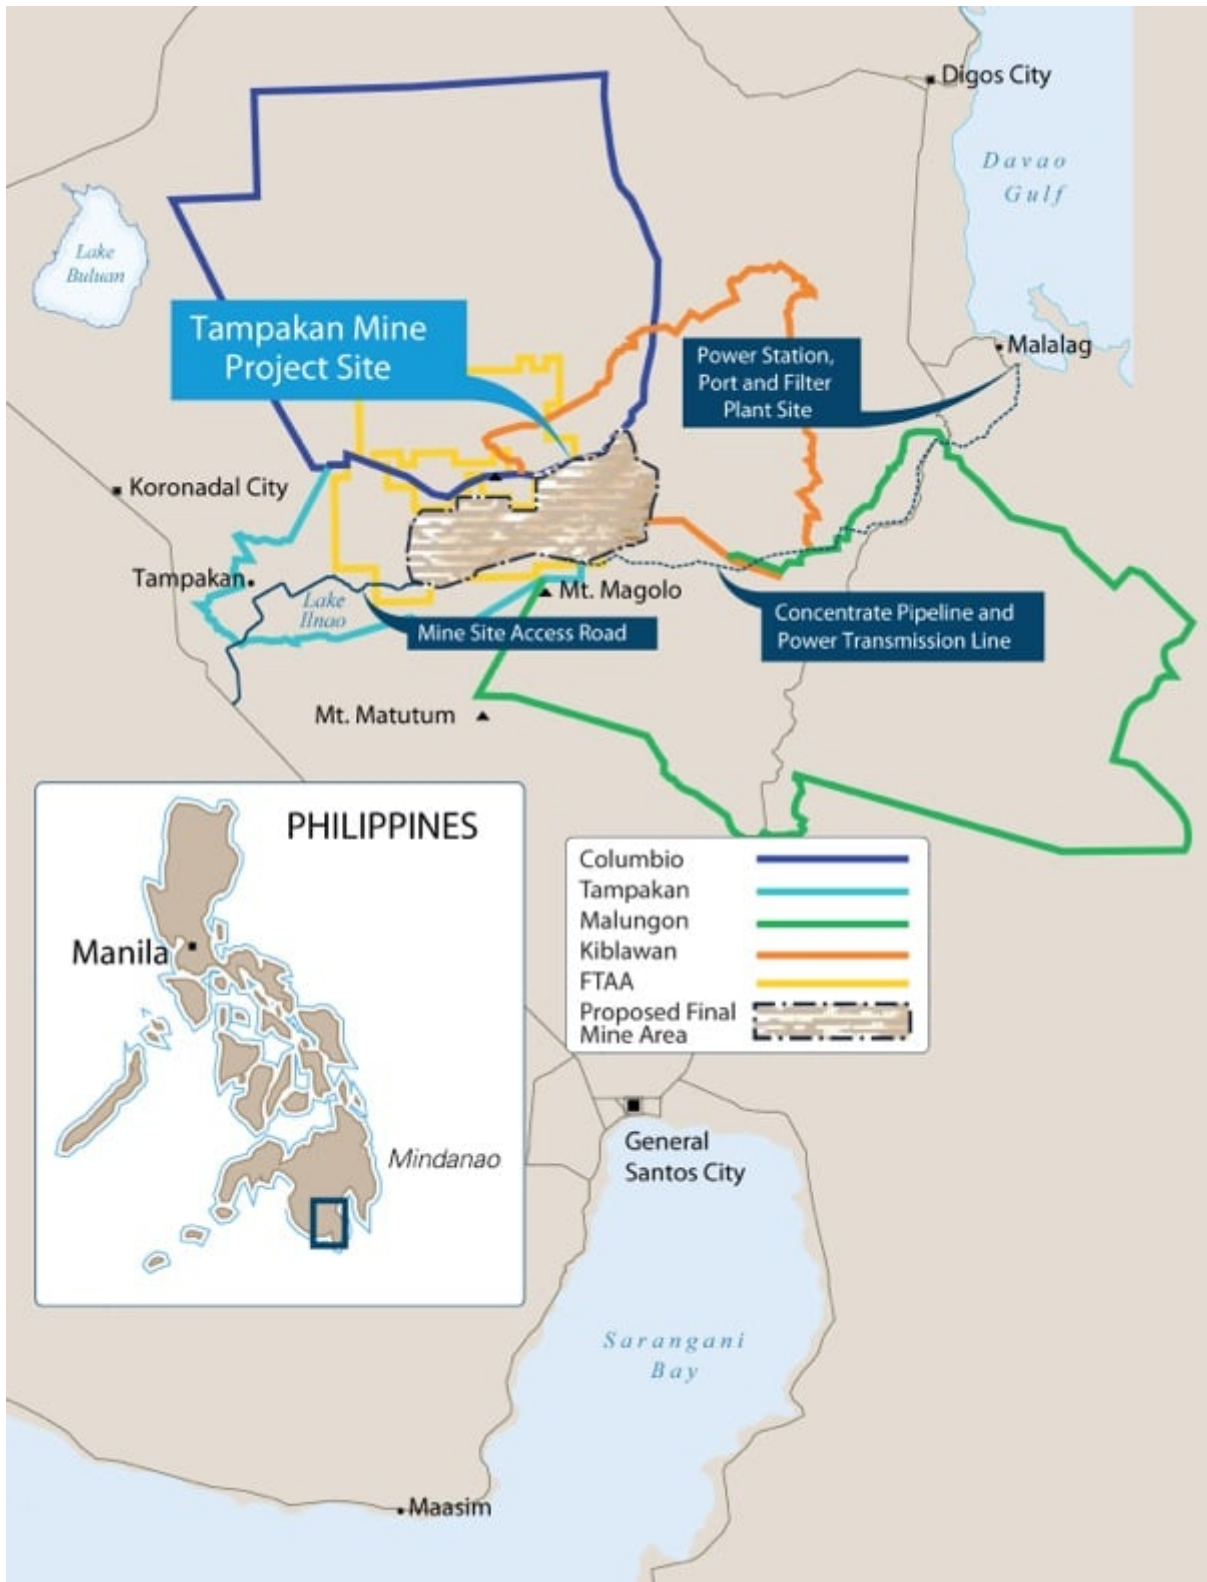 Digos City
Davao
Gulf
Lake
Buluan
Tampakan Mine
Project Site
Power Station,
Port and Filter
Plant Site
Malalag
Koronadal City
Tampakan
Lake
Ilnao
Mt. Magolo
Mine Site Access Road
Concentrate Pipeline and
Power Transmission Line
Mt. Matutum
PHILIPPINES
Manila
Mindanao
Columbio
Tampakan
Malungon
Kiblawan
FTAA
Proposed Final
Mine Area
General
Santos City
Sarangani
Bay
Maasim